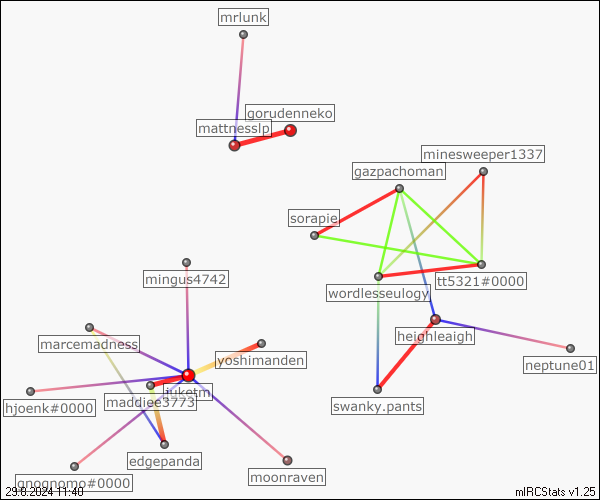 mrlunk
gorudenneko
mattnesslp
minesweeper1337
gazpachoman
sorapie
mingus4742
tt5321#0000
wordlesseulogy
heighleaigh
marcemadness
yoshimanden
neptune01
juketm
maddiee3773
hjoenk#0000
swanky.pants
edgepanda
moonraven
gnognomo#0000
23.6.2024 11:40
mIRCStats v1.25